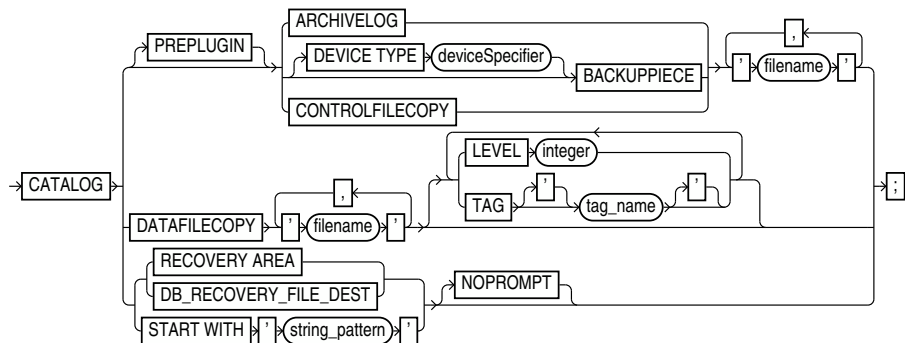 ARCHIVELOG
,
PREPLUGIN DEVICE TYPE deviceSpecifier BACKUPPIECE ' filename '
CONTROLFILECOPY
LEVEL integer
CATALOG , TAG ' tag_name ' ;
DATAFILECOPY ' filename '
RECOVERY AREA
DB_RECOVERY_FILE_DEST NOPROMPT
START WITH ' string_pattern '